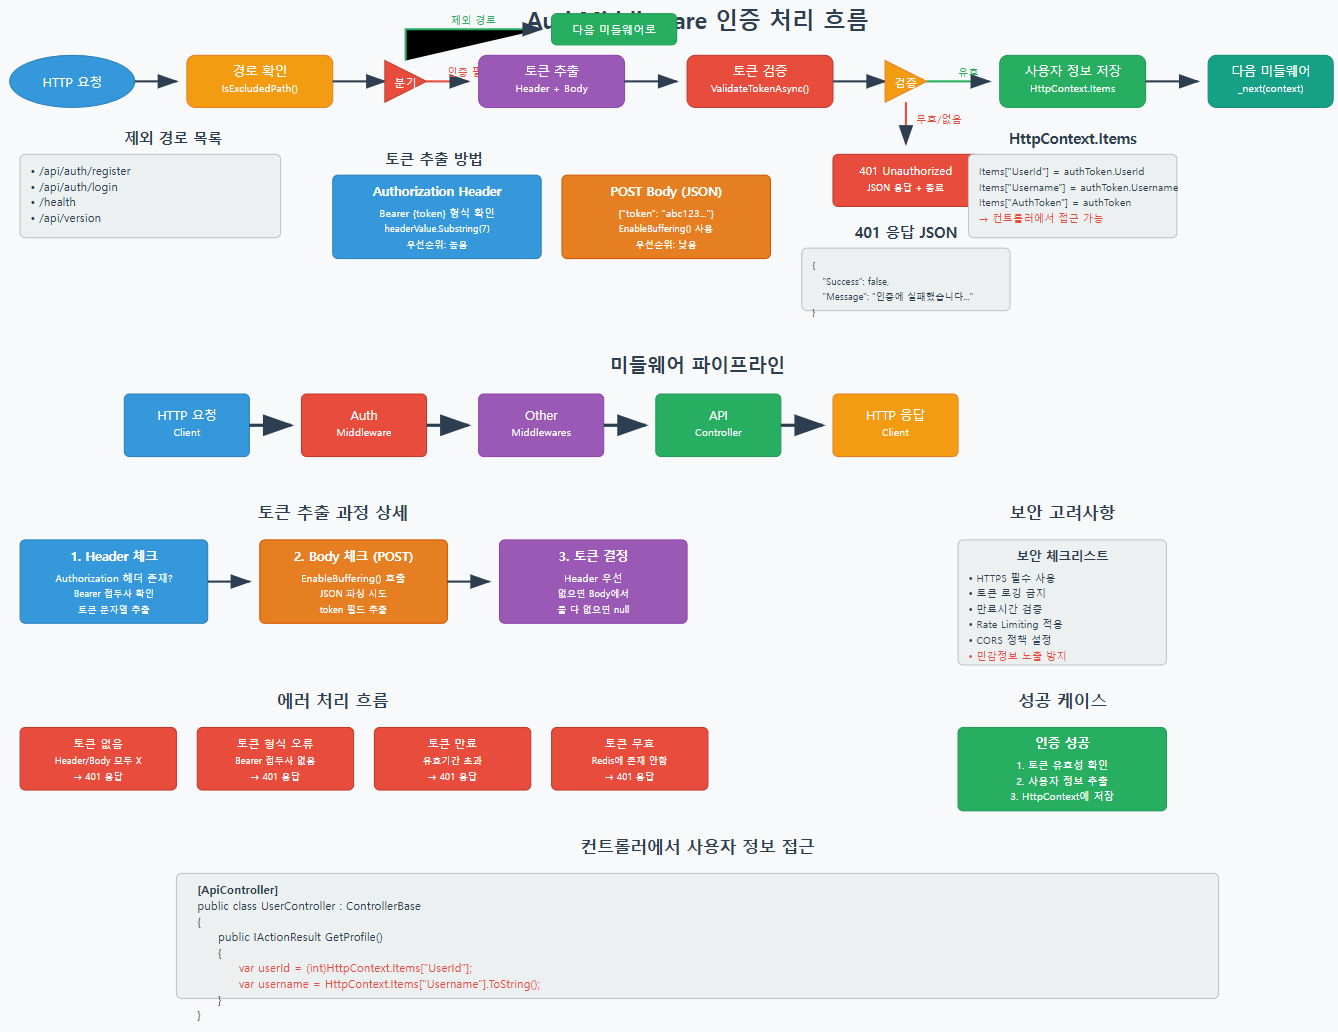 인증 처리 흐름
제외 경로
다음 미들웨어로
HTTP 요청
경로 확인
IsExcludedPath()
분기
인증
토큰 추출
Header + Body
토큰 검증
ValidateTokenAsync()
검증
유효
사용자 정보 저장
HttpContext.Items
다음 미들웨어
_next(context)
무효/없음
제외 경로 목록
• /api/auth/register
• /api/auth/login
• /health
• /api/version
토큰 추출 방법
Authorization Header
Bearer {token} 형식 확인
headerValue.Substring(7)
우선순위: 높음
POST Body (JSON)
{"token": "abc123..."}
EnableBuffering() 사용
우선순위: 낮음
401 Unauthorized
JSON 응답 + 종료
HttpContext.Items
Items["UserId"] = authToken.UserId
Items["Username"] = authToken.Username
Items["AuthToken"] = authToken
→ 컨트롤러에서 접근 가능
401 응답 JSON
{
"Success": false,
"Message": "인증에 실패했습니다..."
}
미들웨어 파이프라인
HTTP 요청
Client
Auth
Middleware
Other
Middlewares
API
Controller
HTTP 응답
Client
토큰 추출 과정 상세
1. Header 체크
Authorization 헤더 존재?
Bearer 접두사 확인
토큰 문자열 추출
2. Body 체크 (POST)
EnableBuffering() 호출
JSON 파싱 시도
token 필드 추출
3. 토큰 결정
Header 우선
없으면 Body에서
둘 다 없으면 null
보안 고려사항
보안 체크리스트
• HTTPS 필수 사용
• 토큰 로깅 금지
• 만료시간 검증
• Rate Limiting 적용
• CORS 정책 설정
• 민감정보 노출 방지
에러 처리 흐름
토큰 없음
Header/Body 모두 X
→ 401 응답
토큰 형식 오류
Bearer 접두사 없음
→ 401 응답
토큰 만료
유효기간 초과
→ 401 응답
토큰 무효
Redis에 존재 안함
→ 401 응답
성공 케이스
인증 성공
1. 토큰 유효성 확인
2. 사용자 정보 추출
3. HttpContext에 저장
컨트롤러에서 사용자 정보 접근
[ApiController]
public class UserController : ControllerBase
{
public IActionResult GetProfile()
{
var userId = (int)HttpContext.Items["UserId"];
var username = HttpContext.Items["Username"].ToString();
}
}